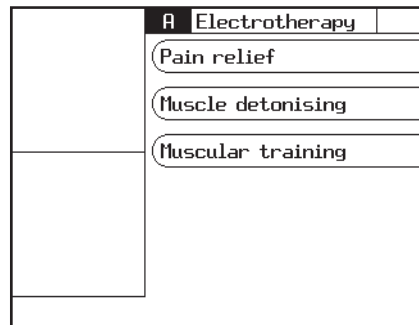 A Electrotherapy
Pain relief
Muscle detonising
Muscular training